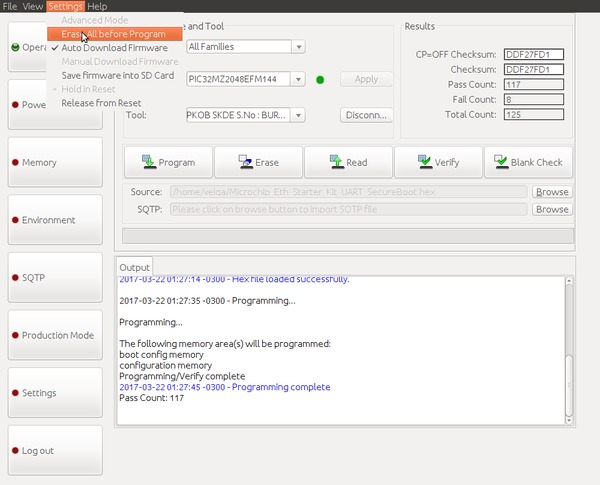 File View Settings Help
Advanced Mode
Erase All before Program
Auto Download Firmware
Manual Download Firmware
Save firmware into SD Card
Hold In Reset
Release from Reset
Opera
Power
Memory
Environment
SQTP
Production Mode
Settings
Log out
e and Tool
All Families
PIC32MZ2048EFM144
Apply
Tool: PKOB SKDE S.No : BUR...
Disconn...
Results
CP=OFF Checksum: DDF27FD1
Checksum: DDF27FD1
Pass Count: 117
Fail Count: 8
Total Count: 125
Program
Erase
Read
Verify
Blank Check
Source: /home/veiga/Microchip_Eth_Starter_Kit_UART_SecureBoot.hex Browse
SQTP: Please click on browse button to import SQTP file Browse
Output
2017-03-22 01:27:14 -0300 - Hex file loaded successfully.
2017-03-22 01:27:35 -0300 - Programming...
Programming...
The following memory area(s) will be programmed:
boot config memory
configuration memory
Programming/Verify complete
2017-03-22 01:27:45 -0300 - Programming complete
Pass Count: 117